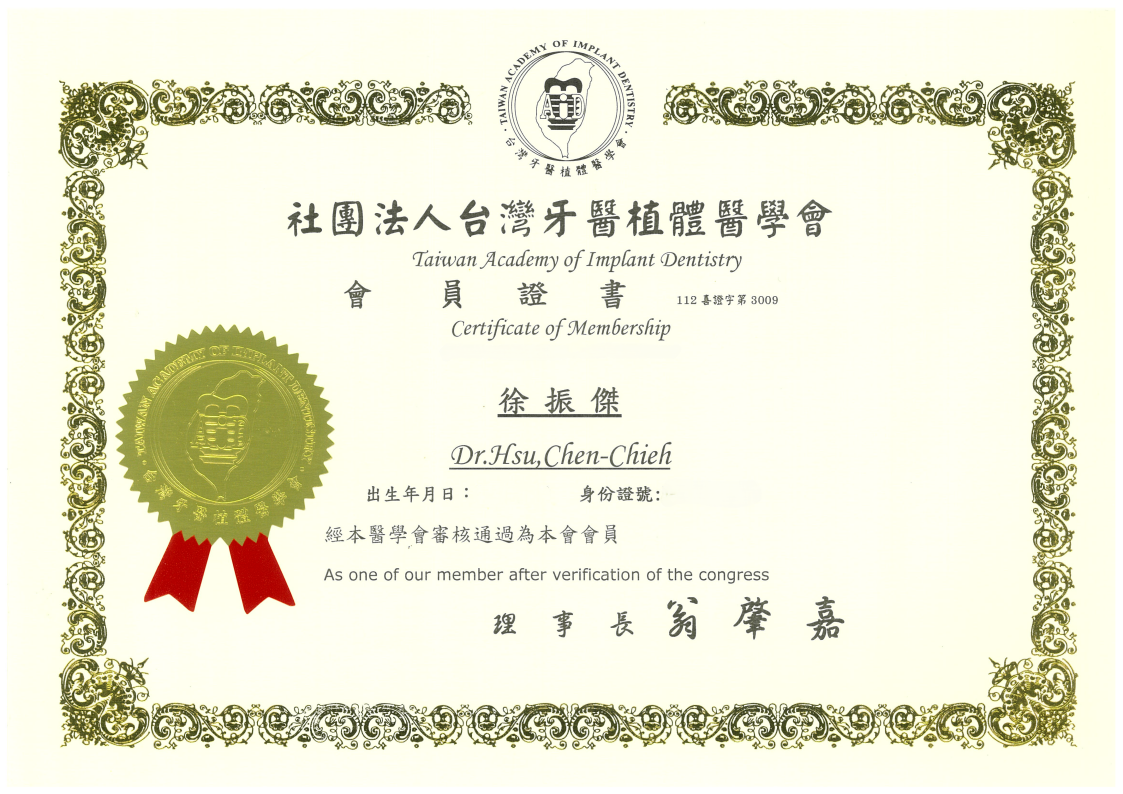 TAIWAN ACADEMY OF IMPLANT DENTISTRY
台灣牙醫植體醫學會
社團法人台灣牙醫植體醫學會
Taiwan Academy of Implant Dentistry
會員證書 112 喜證字第 3009
Certificate of Membership
徐振傑
Dr.Hsu,Chen-Chieh
出生年月日： 身份證號:
經本醫學會審核通過為本會會員
As one of our member after verification of the congress
理事長 翁肇嘉
TAIWAN ACADEMY OF IMPLANT DENTISTRY
台灣牙醫植體醫學會